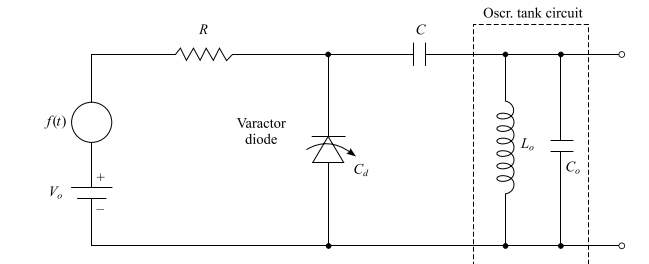 Oscr. tank circuit
R
C
f(t)
Varactor
diode
L_o
C_d
C_o
V_o
+
−